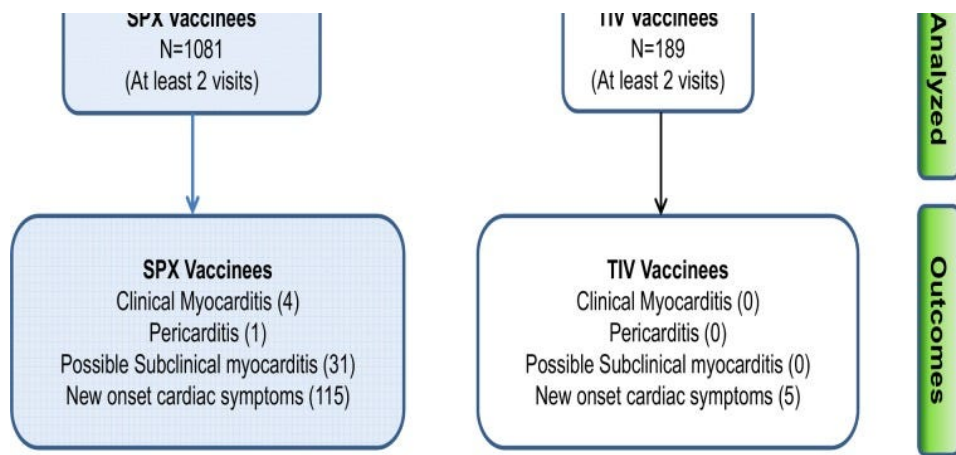 SPX Vaccinees
N=1081
(At least 2 visits)
TIV Vaccinees
N=189
(At least 2 visits)
Analyzed
SPX Vaccinees
Clinical Myocarditis (4)
Pericarditis (1)
Possible Subclinical myocarditis (31)
New onset cardiac symptoms (115)
TIV Vaccinees
Clinical Myocarditis (0)
Pericarditis (0)
Possible Subclinical myocarditis (0)
New onset cardiac symptoms (5)
Outcomes